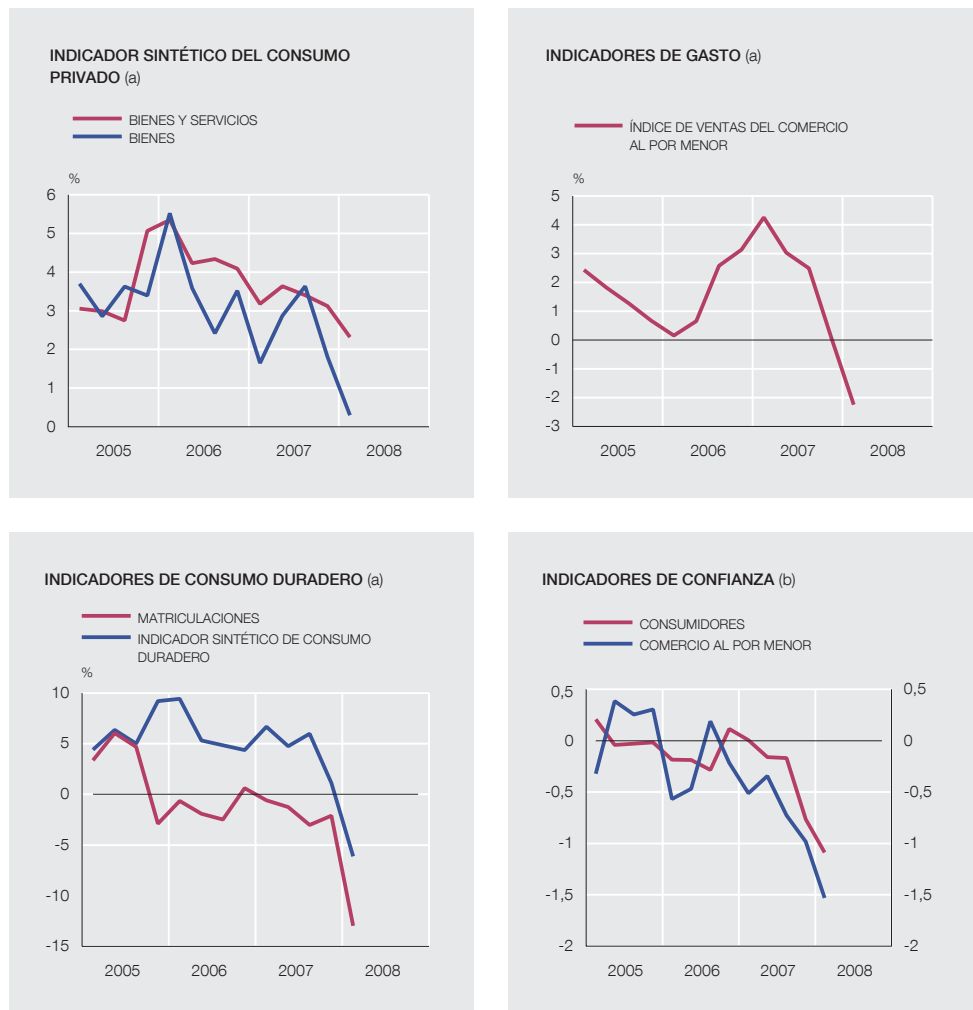 INDICADOR SINTÉTICO DEL CONSUMO
PRIVADO (a)
BIENES Y SERVICIOS
BIENES
%
6
5
4
3
2
1
0
2005 2006 2007 2008
INDICADORES DE GASTO (a)
ÍNDICE DE VENTAS DEL COMERCIO
AL POR MENOR
%
5
4
3
2
1
0
-1
-2
-3
2005 2006 2007 2008
INDICADORES DE CONSUMO DURADERO (a)
MATRICULACIONES
INDICADOR SINTÉTICO DE CONSUMO
DURADERO
%
10
5
0
-5
-10
-15
2005 2006 2007 2008
INDICADORES DE CONFIANZA (b)
CONSUMIDORES
COMERCIO AL POR MENOR
0,5 0,5
0 0
-0,5 -0,5
-1 -1
-1,5 -1,5
-2 -2
2005 2006 2007 2008